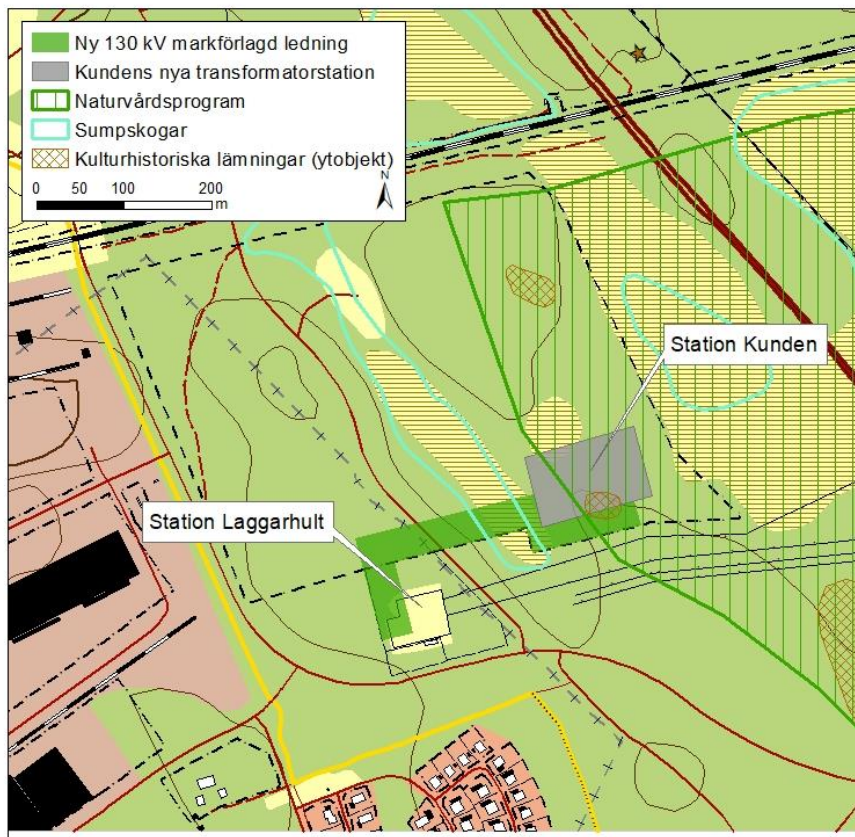 Ny 130 kV markförlagd ledning
Kundens nya transformatorstation
Naturvårdsprogram
Sumpskogar
Kulturhistoriska lämningar (ytobjekt)
0 50 100 200
m
N
Station Kunden
Station Laggarhult